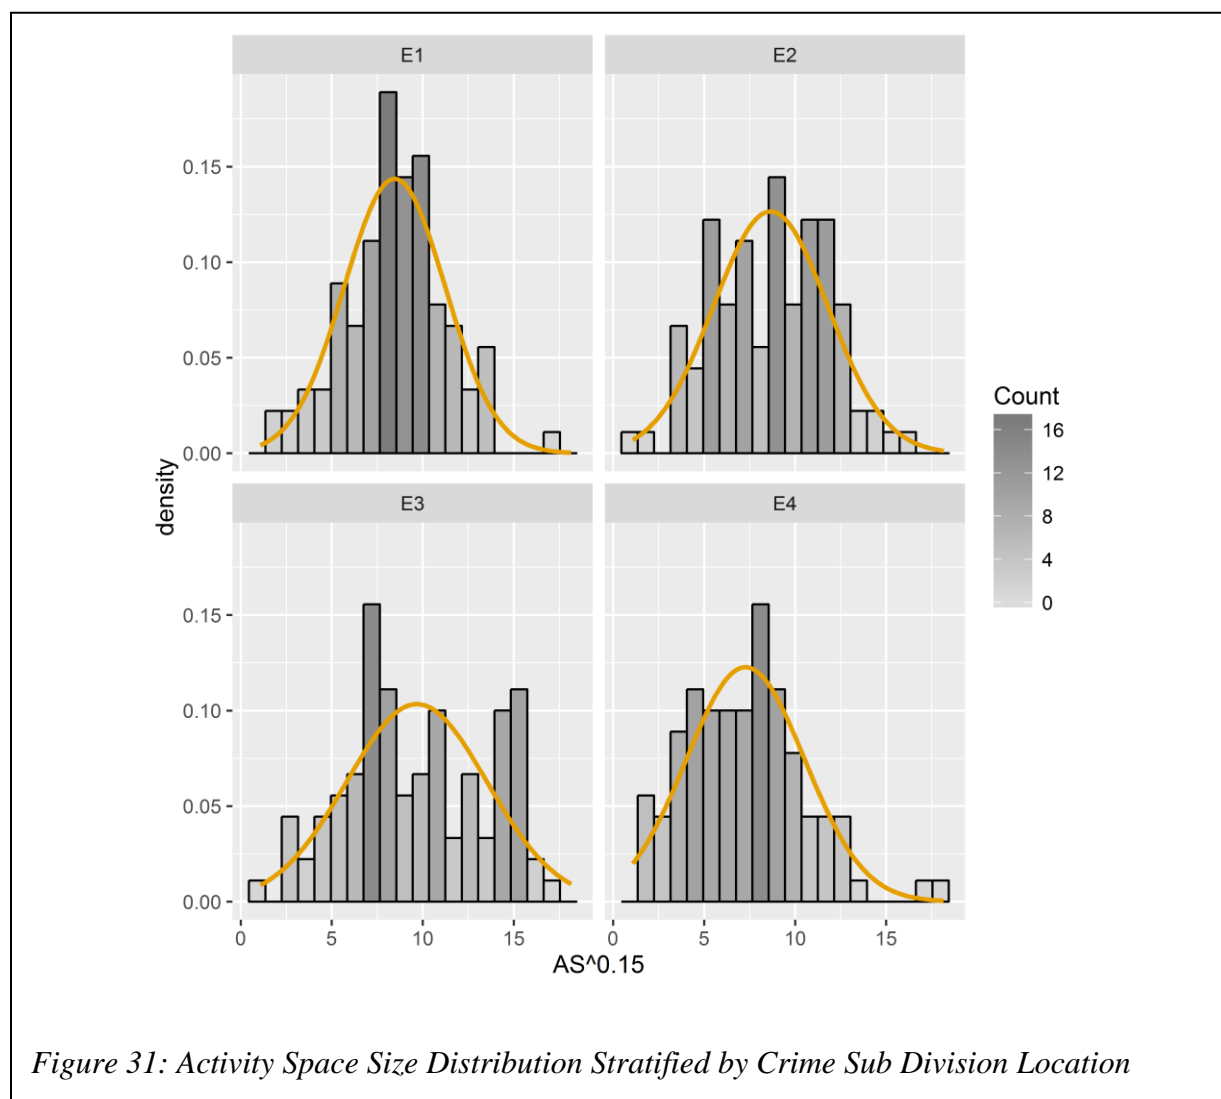 E1
E2
0.15
0.10
0.05
0.00
density
E3
E4
0.15
0.10
0.05
0.00
0
5
10
15
0
5
10
15
AS^0.15
Count
16
12
8
4
0
Figure 31: Activity Space Size Distribution Stratified by Crime Sub Division Location